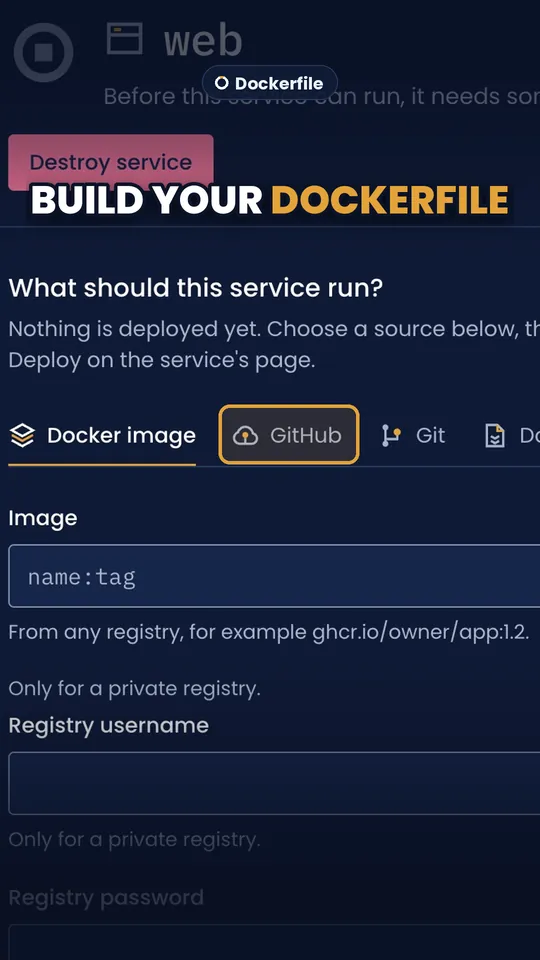 web
Dockerfile
Before this service can run, it needs
Destroy service
BUILD YOUR DOCKERFILE
What should this service run?
Nothing is deployed yet. Choose a source below,
Deploy on the service's page.
Docker image
GitHub
Git
Image
name:tag
From any registry, for example ghcr.io/owner/app:1.2.
Only for a private registry.
Registry username
Only for a private registry.
Registry password